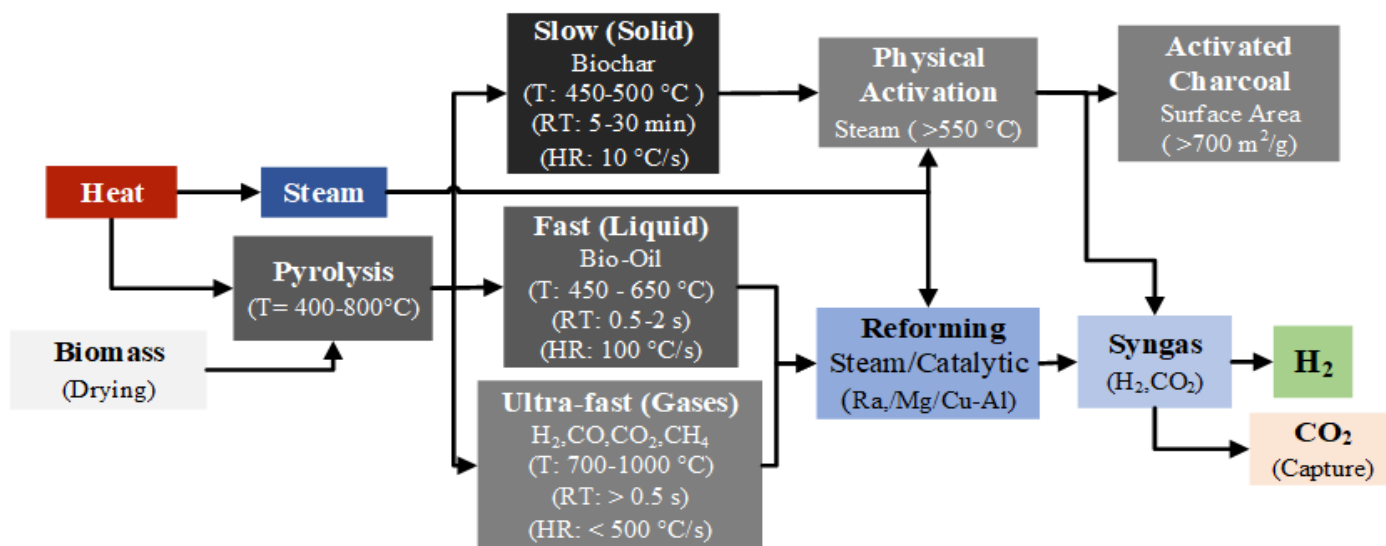 Heat
Steam
Biomass
(Drying)
Pyrolysis
(T= 400-800°C)
Slow (Solid)
Biochar
(T: 450-500 °C )
(RT: 5-30 min)
(HR: 10 °C/s)
Fast (Liquid)
Bio-Oil
(T: 450 - 650 °C)
(RT: 0.5-2 s)
(HR: 100 °C/s)
Ultra-fast (Gases)
H₂,CO,CO₂,CH₄
(T: 700-1000 °C)
(RT: > 0.5 s)
(HR: < 500 °C/s)
Physical
Activation
Steam ( >550 °C)
Activated
Charcoal
Surface Area
( >700 m²/g)
Reforming
Steam/Catalytic
(Ra,/Mg/Cu-Al)
Syngas
(H₂,CO₂)
H₂
CO₂
(Capture)